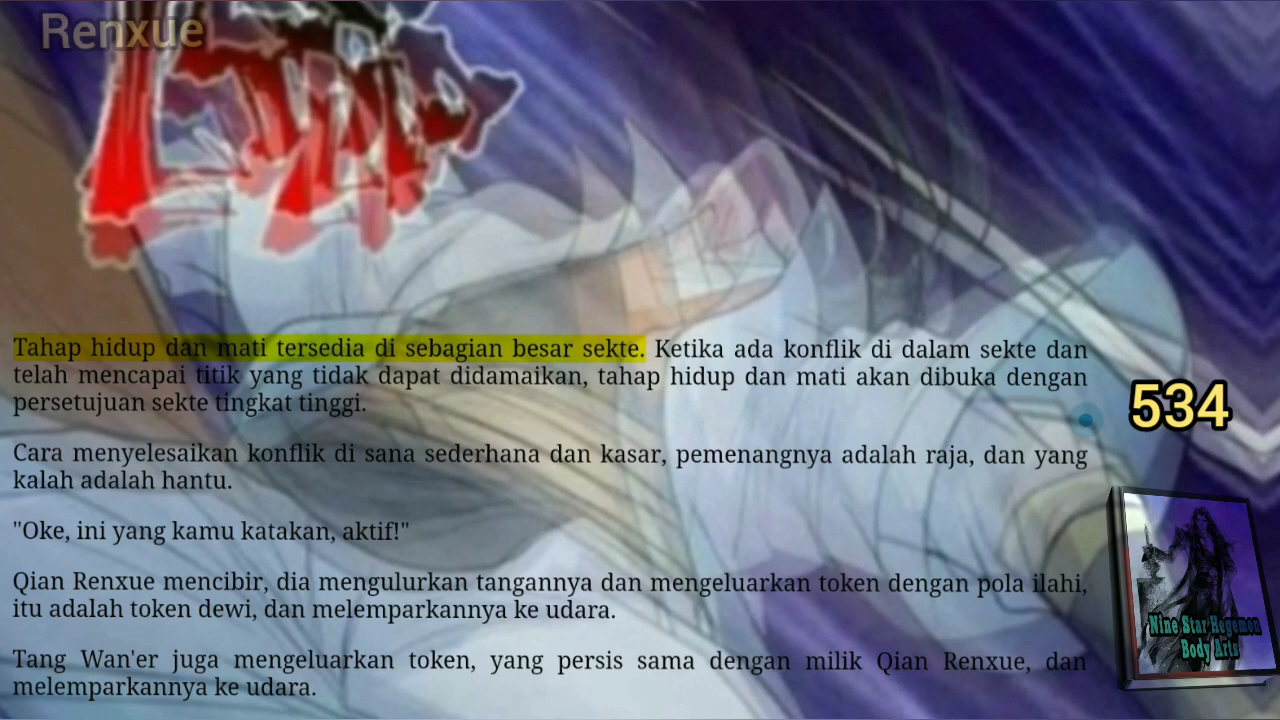 Renxue
Tahap hidup dan mati tersedia di sebagian besar sekte. Ketika ada konflik di dalam sekte dan
telah mencapai titik yang tidak dapat didamaikan, tahap hidup dan mati akan dibuka dengan
persetujuan sekte tingkat tinggi.
Cara menyelesaikan konflik di sana sederhana dan kasar, pemenangnya adalah raja, dan yang
kalah adalah hantu.
"Oke, ini yang kamu katakan, aktif!"
Qian Renxue mencibir, dia mengulurkan tangannya dan mengeluarkan token dengan pola ilahi,
itu adalah token dewi, dan melemparkannya ke udara.
Tang Wan'er juga mengeluarkan token, yang persis sama dengan milik Qian Renxue, dan
melemparkannya ke udara.
534
Nine Star Hegemon
Body Arts